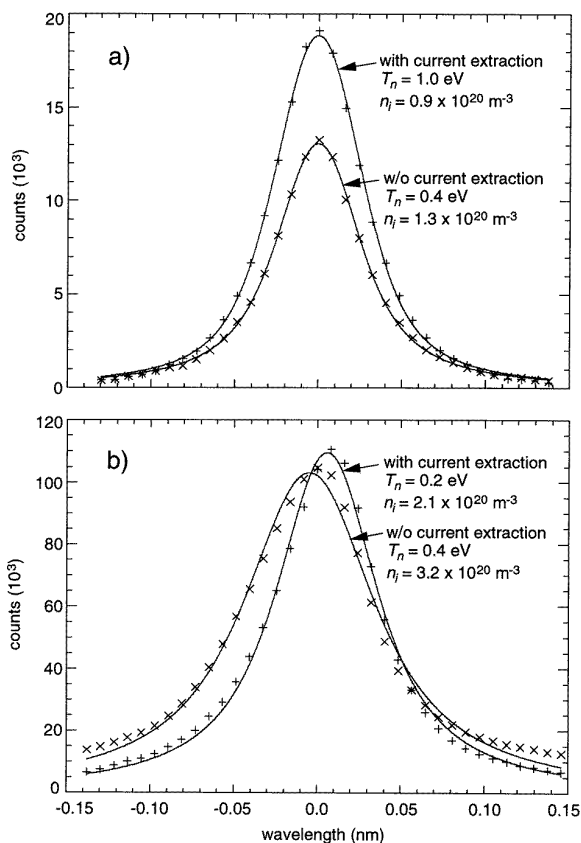 20
a)
with current extraction
Tn = 1.0 eV
ni = 0.9 x 10²⁰ m⁻³
15
counts (10³)
10
w/o current extraction
Tn = 0.4 eV
ni = 1.3 x 10²⁰ m⁻³
5
0
120
b)
with current extraction
Tn = 0.2 eV
ni = 2.1 x 10²⁰ m⁻³
100
w/o current extraction
Tn = 0.4 eV
ni = 3.2 x 10²⁰ m⁻³
80
counts (10³)
60
40
20
0
-0.15 -0.10 -0.05 0.0 0.05 0.10 0.15
wavelength (nm)